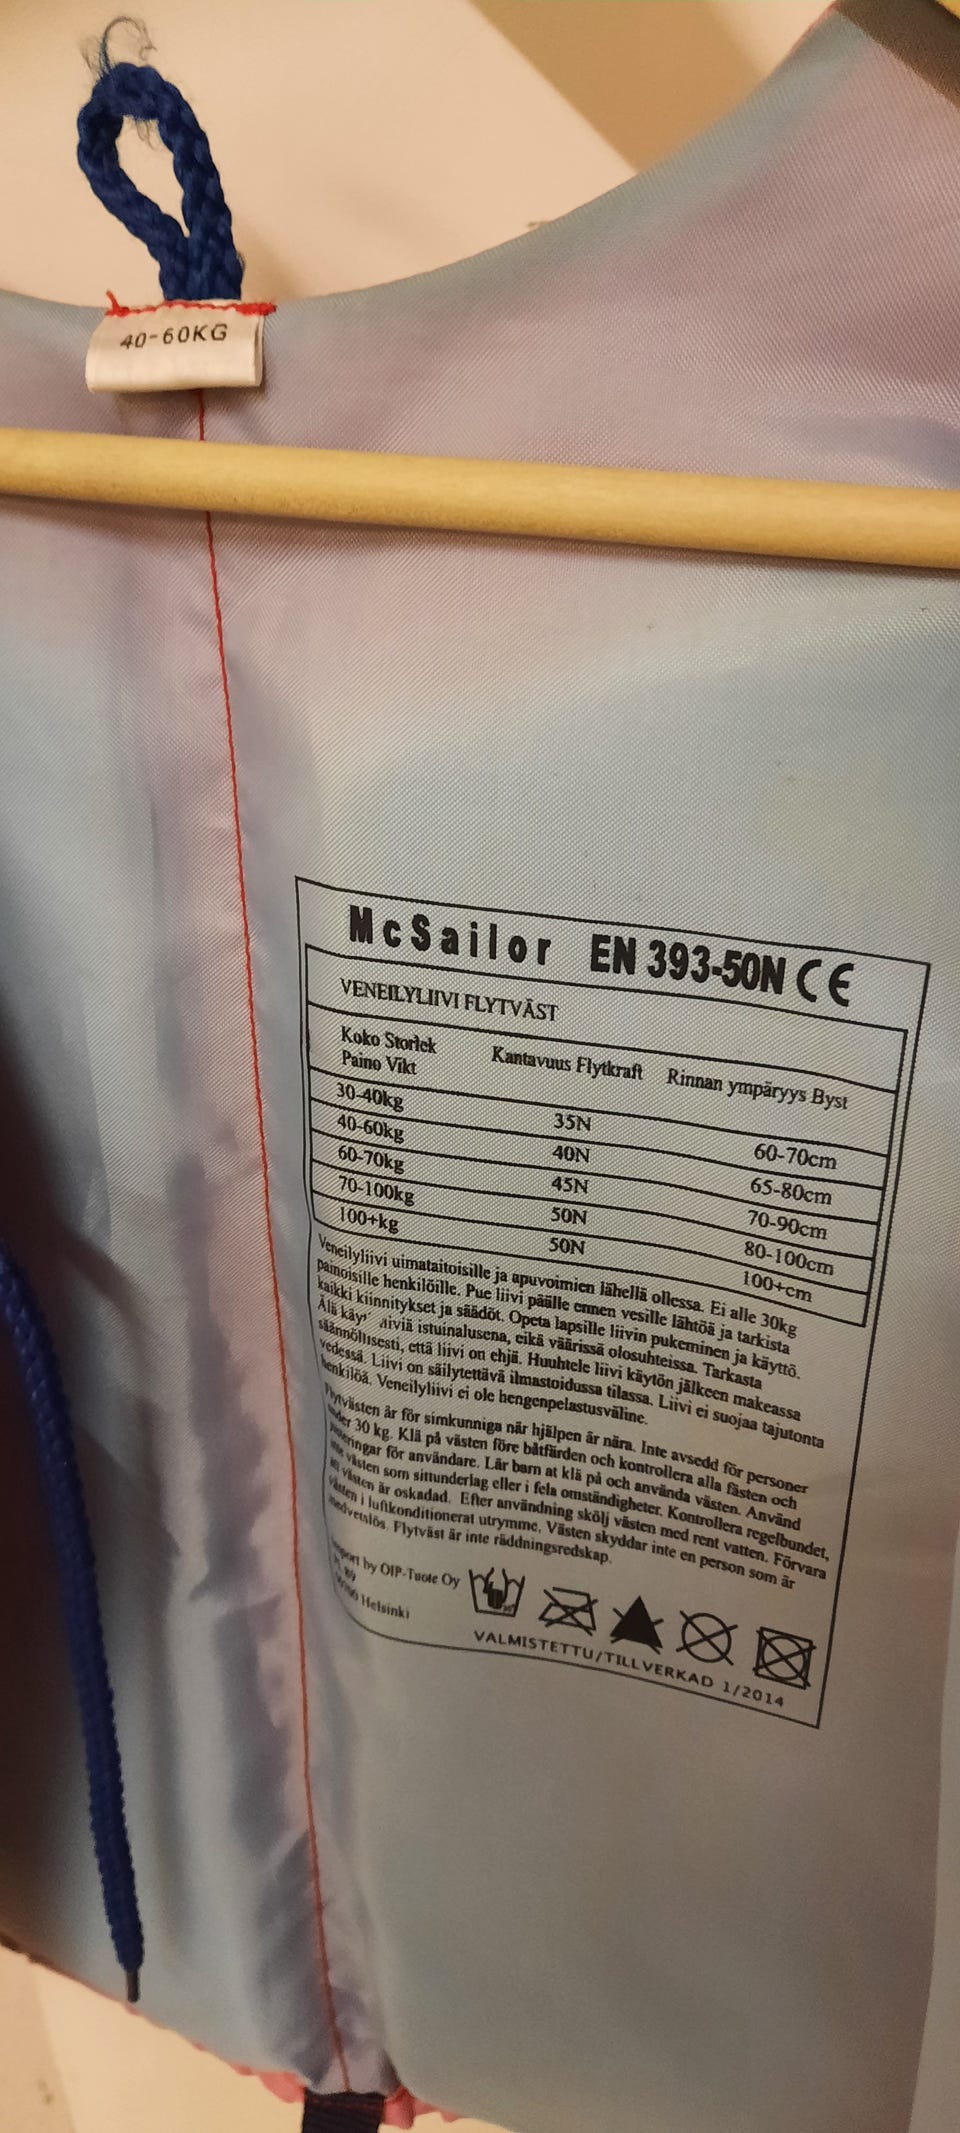 40-60KG
McSailor EN 393-50N CE
VENEILYLIIVI FLYTVÄST
Koko Storlek Kantavuus Flytkraft Rinnan ympäryys Byst
Paino Vikt
30-40kg 35N 60-70cm
40-60kg 40N 65-80cm
60-70kg 45N 70-90cm
70-100kg 50N 80-100cm
100+kg 50N 100+cm
Veneilyliivi uimataitoisille ja apuvoimien lähellä ollessa. Ei alle 30kg
painoisille henkilöille. Pue liivi päälle ennen vesille lähtöä ja tarkista
kaikki kiinnitykset ja säädöt. Opeta lapsille liivin pukeminen ja käyttö.
Älä istuinalusena, eikä väärissä olosuhteissa. Tarkasta
säännöllisesti, että liivi on ehjä. Huuhtele liivi käytön jälkeen makeassa
vedessä. Liivi on säilytettävä ilmastoidussa tilassa. Liivi ei suojaa tajutonta
henkilöä. Veneilyliivi ei ole hengenpelastusväline.
Flytvästen är för simkunniga när hjälpen är nära. Inte avsedd för personer
under 30 kg. Klä på västen före båtfärden och kontrollera alla fästen och
för användare. Lär barn at klä på och använda västen. Använd
inte västen som sittunderlag eller i fela omständigheter. Kontrollera regelbundet,
att västen är oskadad. Efter användning skölj västen med rent vatten. Förvara
västen i luftkonditionerat utrymme. Västen skyddar inte en person som är
medvetslös. Flytväst är inte räddningsredskap.
by OIP-Tuote Oy
Helsinki
VALMISTETTU/TILLVERKAD 1/2014